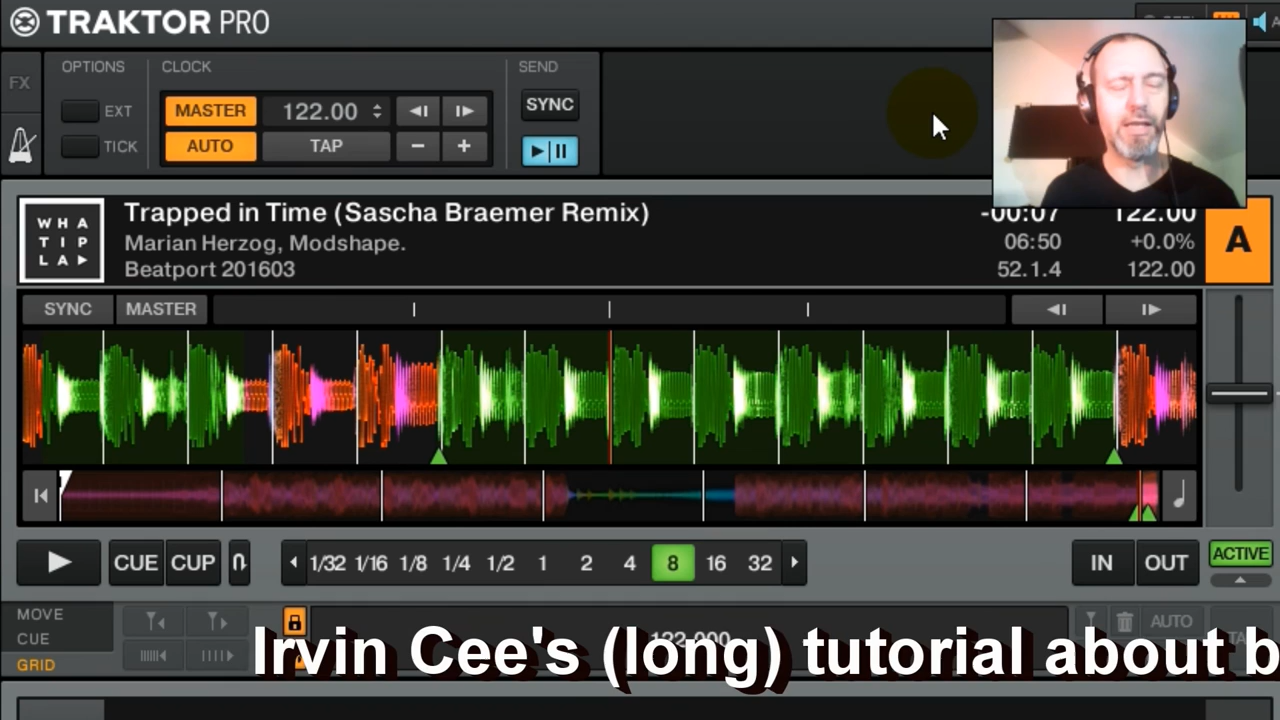 TRAKTOR PRO
FX
OPTIONS
EXT
TICK
CLOCK
MASTER 122.00
AUTO TAP − +
SEND
SYNC
WHA
TIP
LA
Trapped in Time (Sascha Braemer Remix)
Marian Herzog, Modshape.
Beatport 201603
-00:07 122.00
06:50 +0.0%
52.1.4 122.00
A
SYNC MASTER
CUE CUP 1/32 1/16 1/8 1/4 1/2 1 2 4 8 16 32 IN OUT ACTIVE
MOVE
CUE
GRID
122.000
AUTO
Irvin Cee's (long) tutorial about b